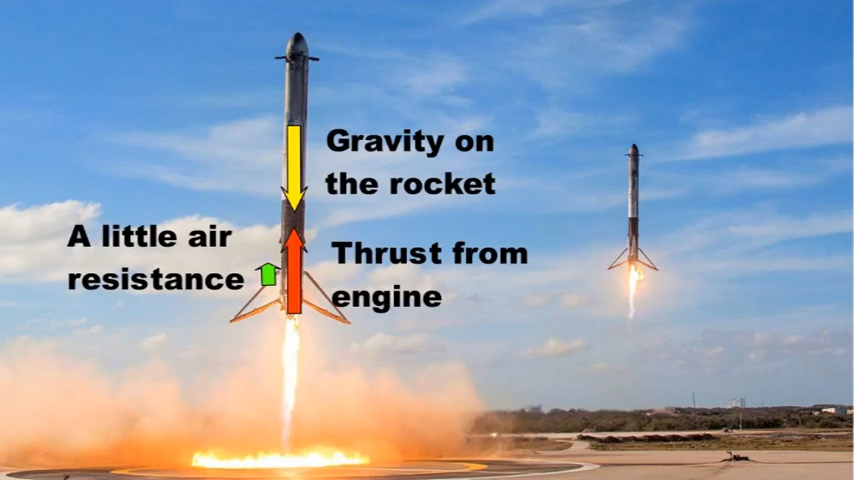 Gravity on
the rocket
A little air
resistance
Thrust from
engine